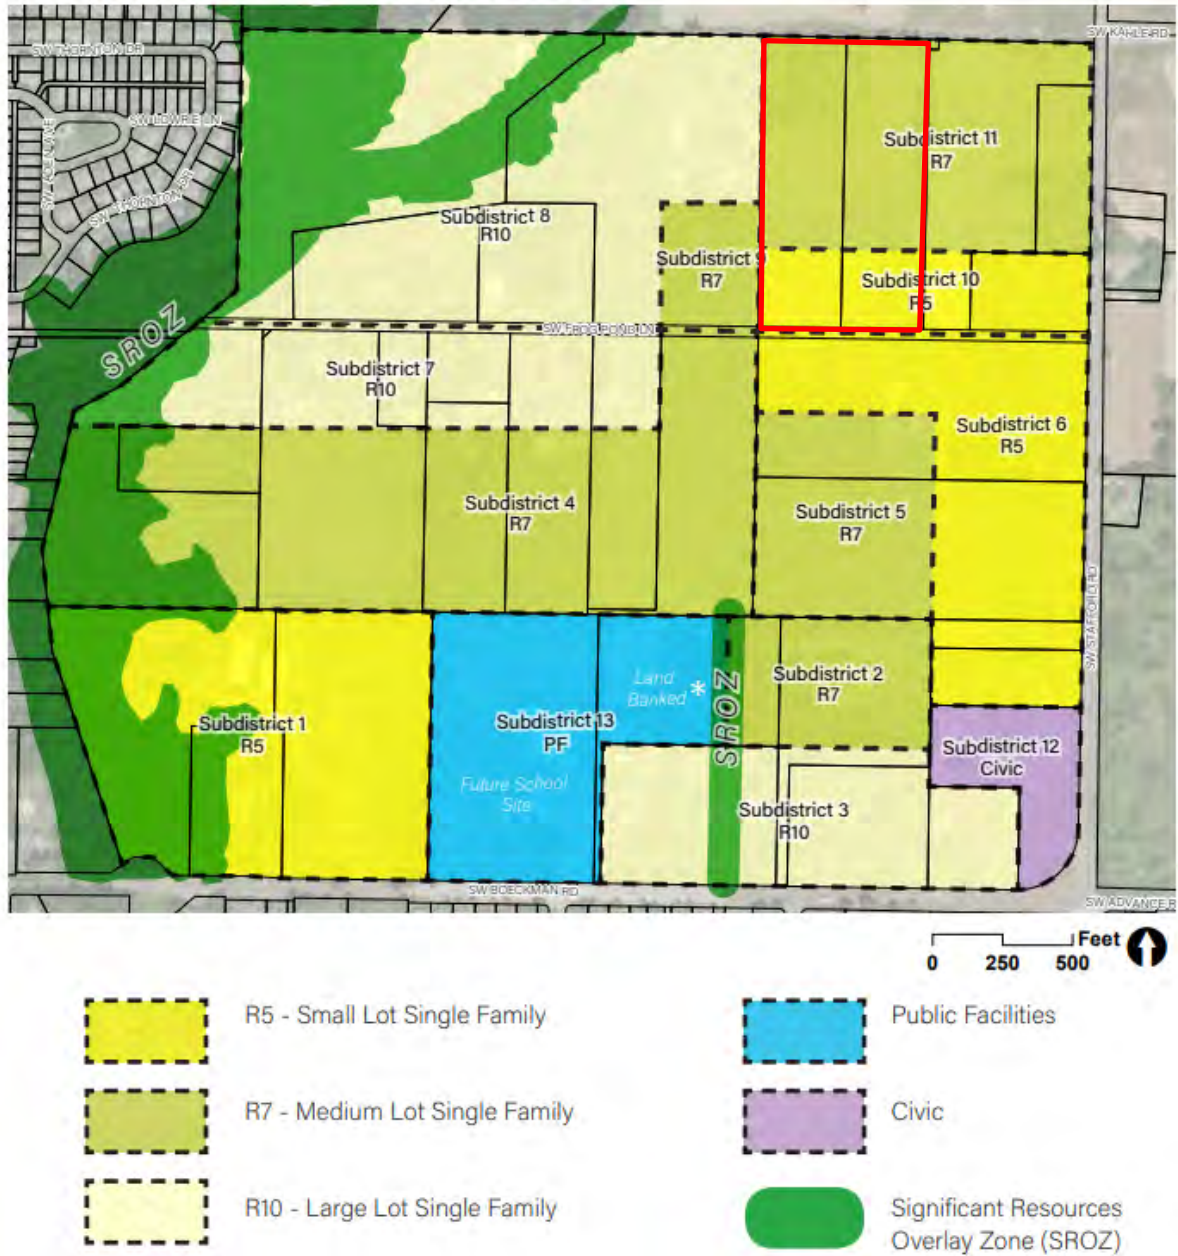 SW KAHLE RD
SW THORNTON DR
SW LOWRIE LN
SW THORNTON DR
Subdistrict 11
R7
Subdistrict 8
R10
Subdistrict 9
R7
Subdistrict 10
R5
SROZ
SW FROG POND LN
Subdistrict 7
R10
Subdistrict 6
R5
Subdistrict 4
R7
Subdistrict 5
R7
SW STAFFORD RD
Land
Banked *
SROZ
Subdistrict 2
R7
Subdistrict 1
R5
Subdistrict 13
PF
Subdistrict 12
Civic
Future School
Site
Subdistrict 3
R10
SW BOECKMAN RD
SW ADVANCE R
Feet
0 250 500
R5 - Small Lot Single Family
Public Facilities
R7 - Medium Lot Single Family
Civic
R10 - Large Lot Single Family
Significant Resources
Overlay Zone (SROZ)